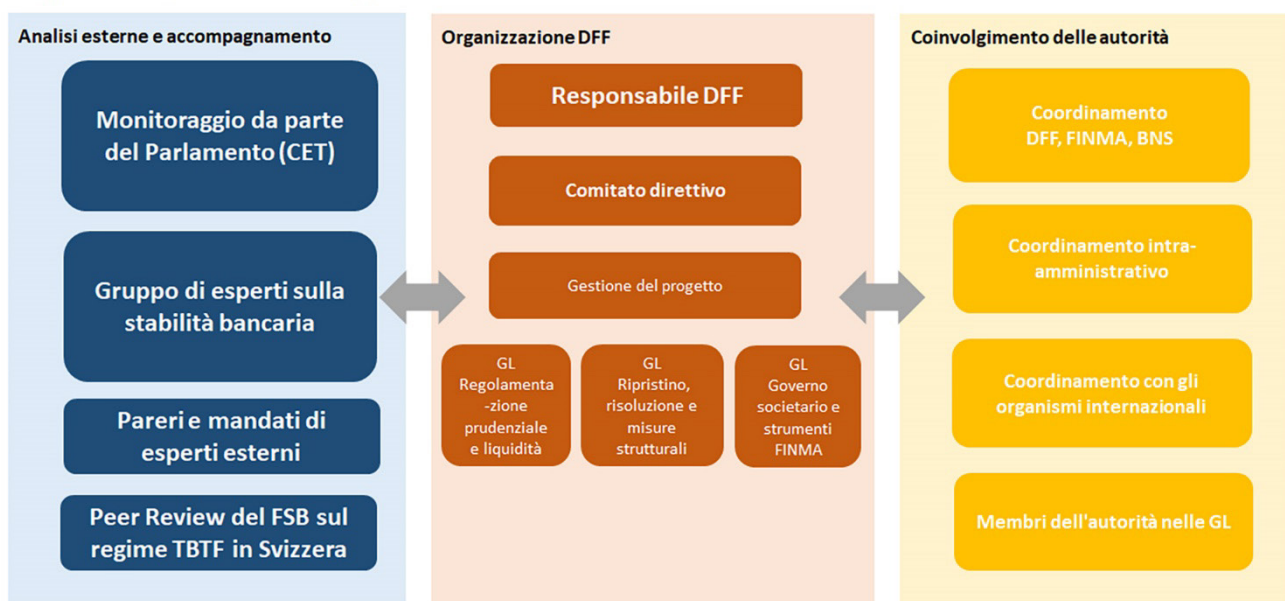 Analisi esterne e accompagnamento
Monitoraggio da parte
del Parlamento (CET)
Gruppo di esperti sulla
stabilità bancaria
Pareri e mandati di
esperti esterni
Peer Review del FSB sul
regime TBTF in Svizzera
Organizzazione DFF
Responsabile DFF
Comitato direttivo
Gestione del progetto
GL
Regolamenta
-zione
prudenziale
e liquidità
GL
Ripristino,
risoluzione e
misure
strutturali
GL
Governo
societario e
strumenti
FINMA
Coinvolgimento delle autorità
Coordinamento
DFF, FINMA, BNS
Coordinamento intra-
amministrativo
Coordinamento con gli
organismi internazionali
Membri dell'autorità nelle GL